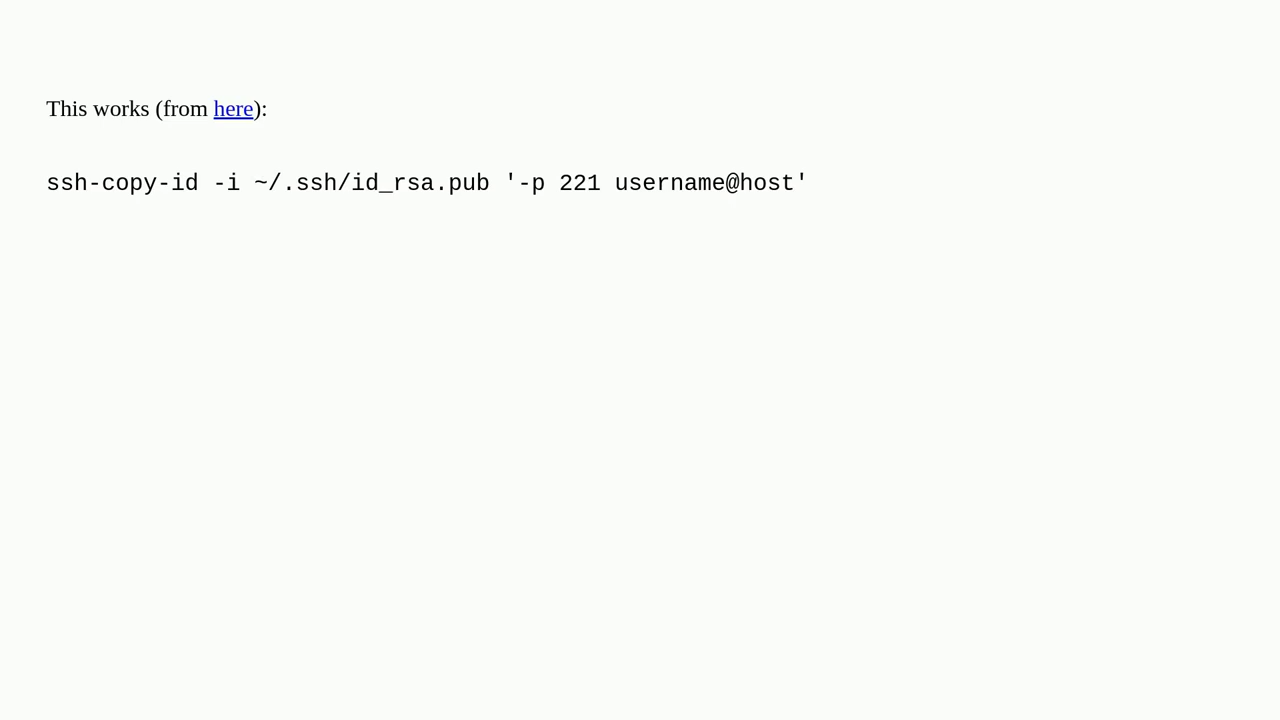 This works (from here):
ssh-copy-id -i ~/.ssh/id_rsa.pub '-p 221 username@host'